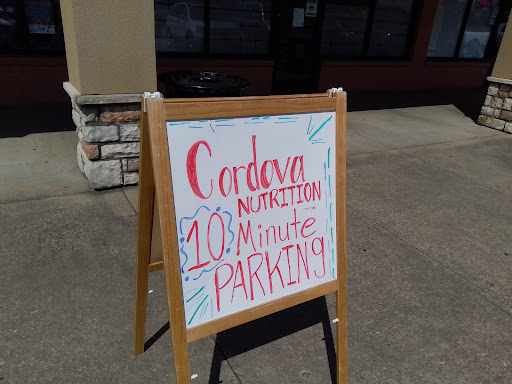 Cordova
NUTRITION
10 Minute
PARKINg